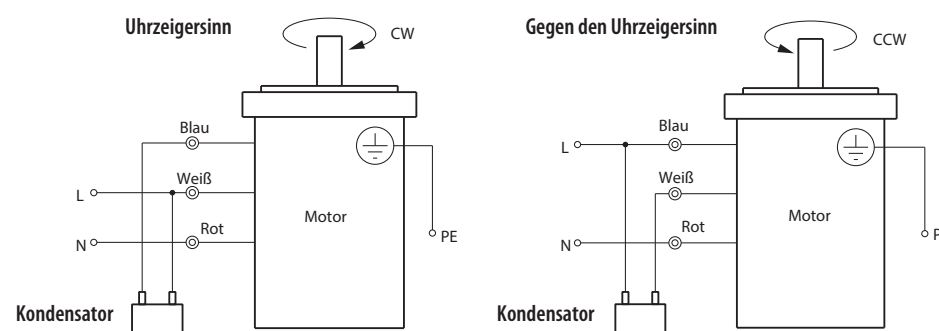 Uhrzeigersinn
CW
Blau
L
Weiß
Motor
N
Rot
PE
Kondensator
Gegen den Uhrzeigersinn
CCW
L
Blau
Weiß
Motor
N
Rot
P
Kondensator